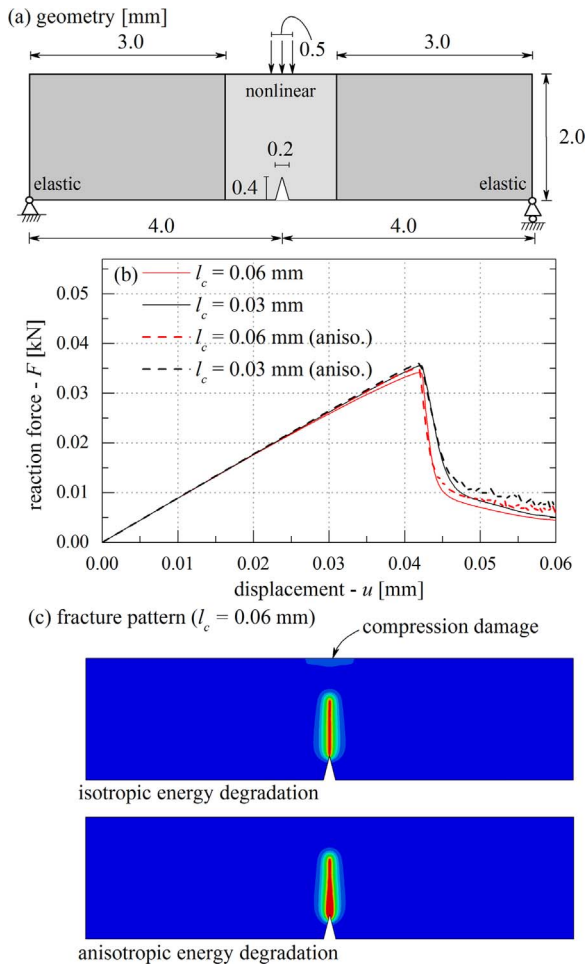 (a) geometry [mm]
3.0
0.5
3.0
nonlinear
0.2
2.0
0.4
elastic
elastic
4.0
4.0
(b)
l_c = 0.06 mm
l_c = 0.03 mm
l_c = 0.06 mm (aniso.)
l_c = 0.03 mm (aniso.)
0.05
0.04
0.03
0.02
0.01
0.00
reaction force - F [kN]
0.00 0.01 0.02 0.03 0.04 0.05 0.06
displacement - u [mm]
(c) fracture pattern (l_c = 0.06 mm)
compression damage
isotropic energy degradation
anisotropic energy degradation